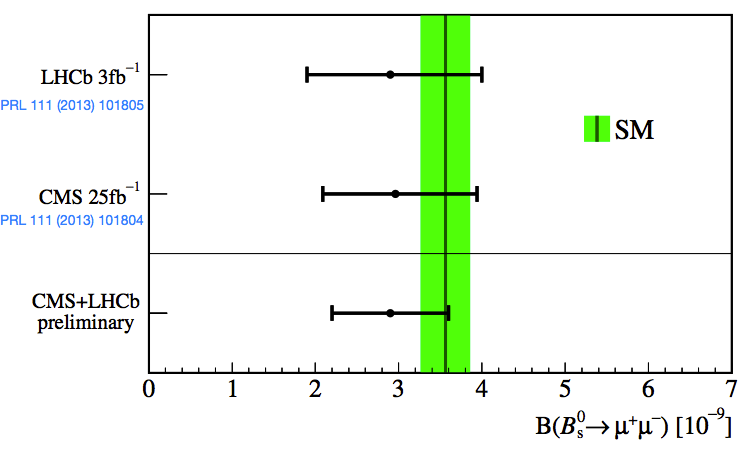 LHCb 3fb⁻¹
PRL 111 (2013) 101805
SM
CMS 25fb⁻¹
PRL 111 (2013) 101804
CMS+LHCb
preliminary
0 1 2 3 4 5 6 7
B(B⁰ₛ→ μ⁺μ⁻) [10⁻⁹]